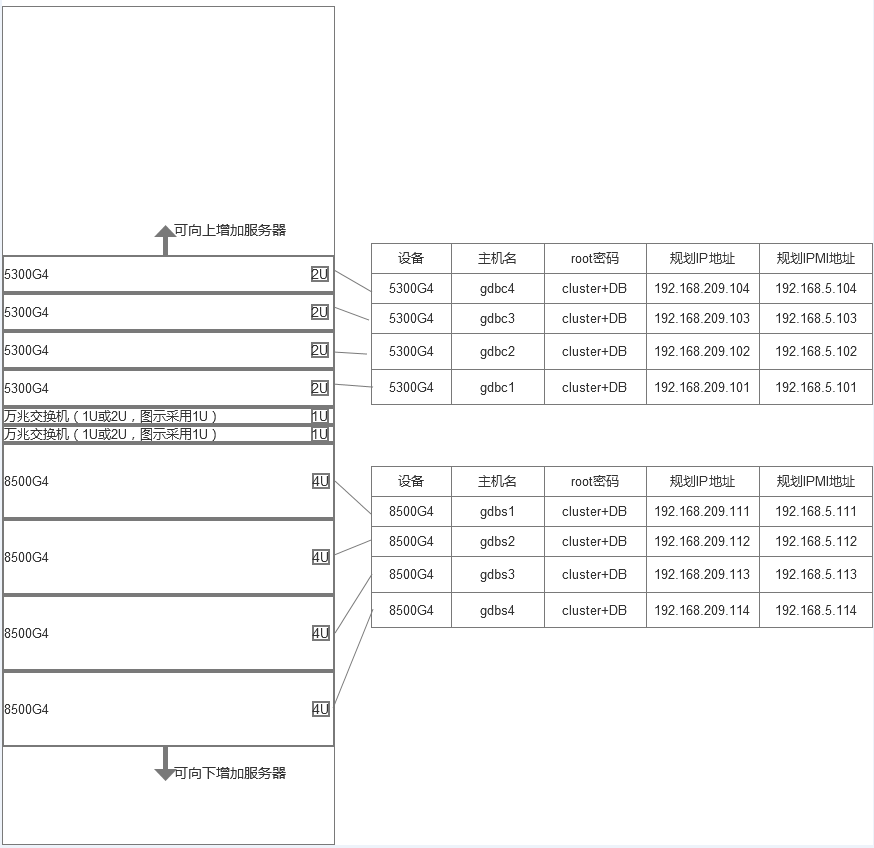 可向上增加服务器
5300G4 2U
5300G4 2U
5300G4 2U
5300G4 2U
万兆交换机（1U或2U，图示采用1U） 1U
万兆交换机（1U或2U，图示采用1U） 1U
8500G4 4U
8500G4 4U
8500G4 4U
8500G4 4U
可向下增加服务器
设备 主机名 root密码 规划IP地址 规划IPMI地址
5300G4 gdbc4 cluster+DB 192.168.209.104 192.168.5.104
5300G4 gdbc3 cluster+DB 192.168.209.103 192.168.5.103
5300G4 gdbc2 cluster+DB 192.168.209.102 192.168.5.102
5300G4 gdbc1 cluster+DB 192.168.209.101 192.168.5.101
设备 主机名 root密码 规划IP地址 规划IPMI地址
8500G4 gdbs1 cluster+DB 192.168.209.111 192.168.5.111
8500G4 gdbs2 cluster+DB 192.168.209.112 192.168.5.112
8500G4 gdbs3 cluster+DB 192.168.209.113 192.168.5.113
8500G4 gdbs4 cluster+DB 192.168.209.114 192.168.5.114